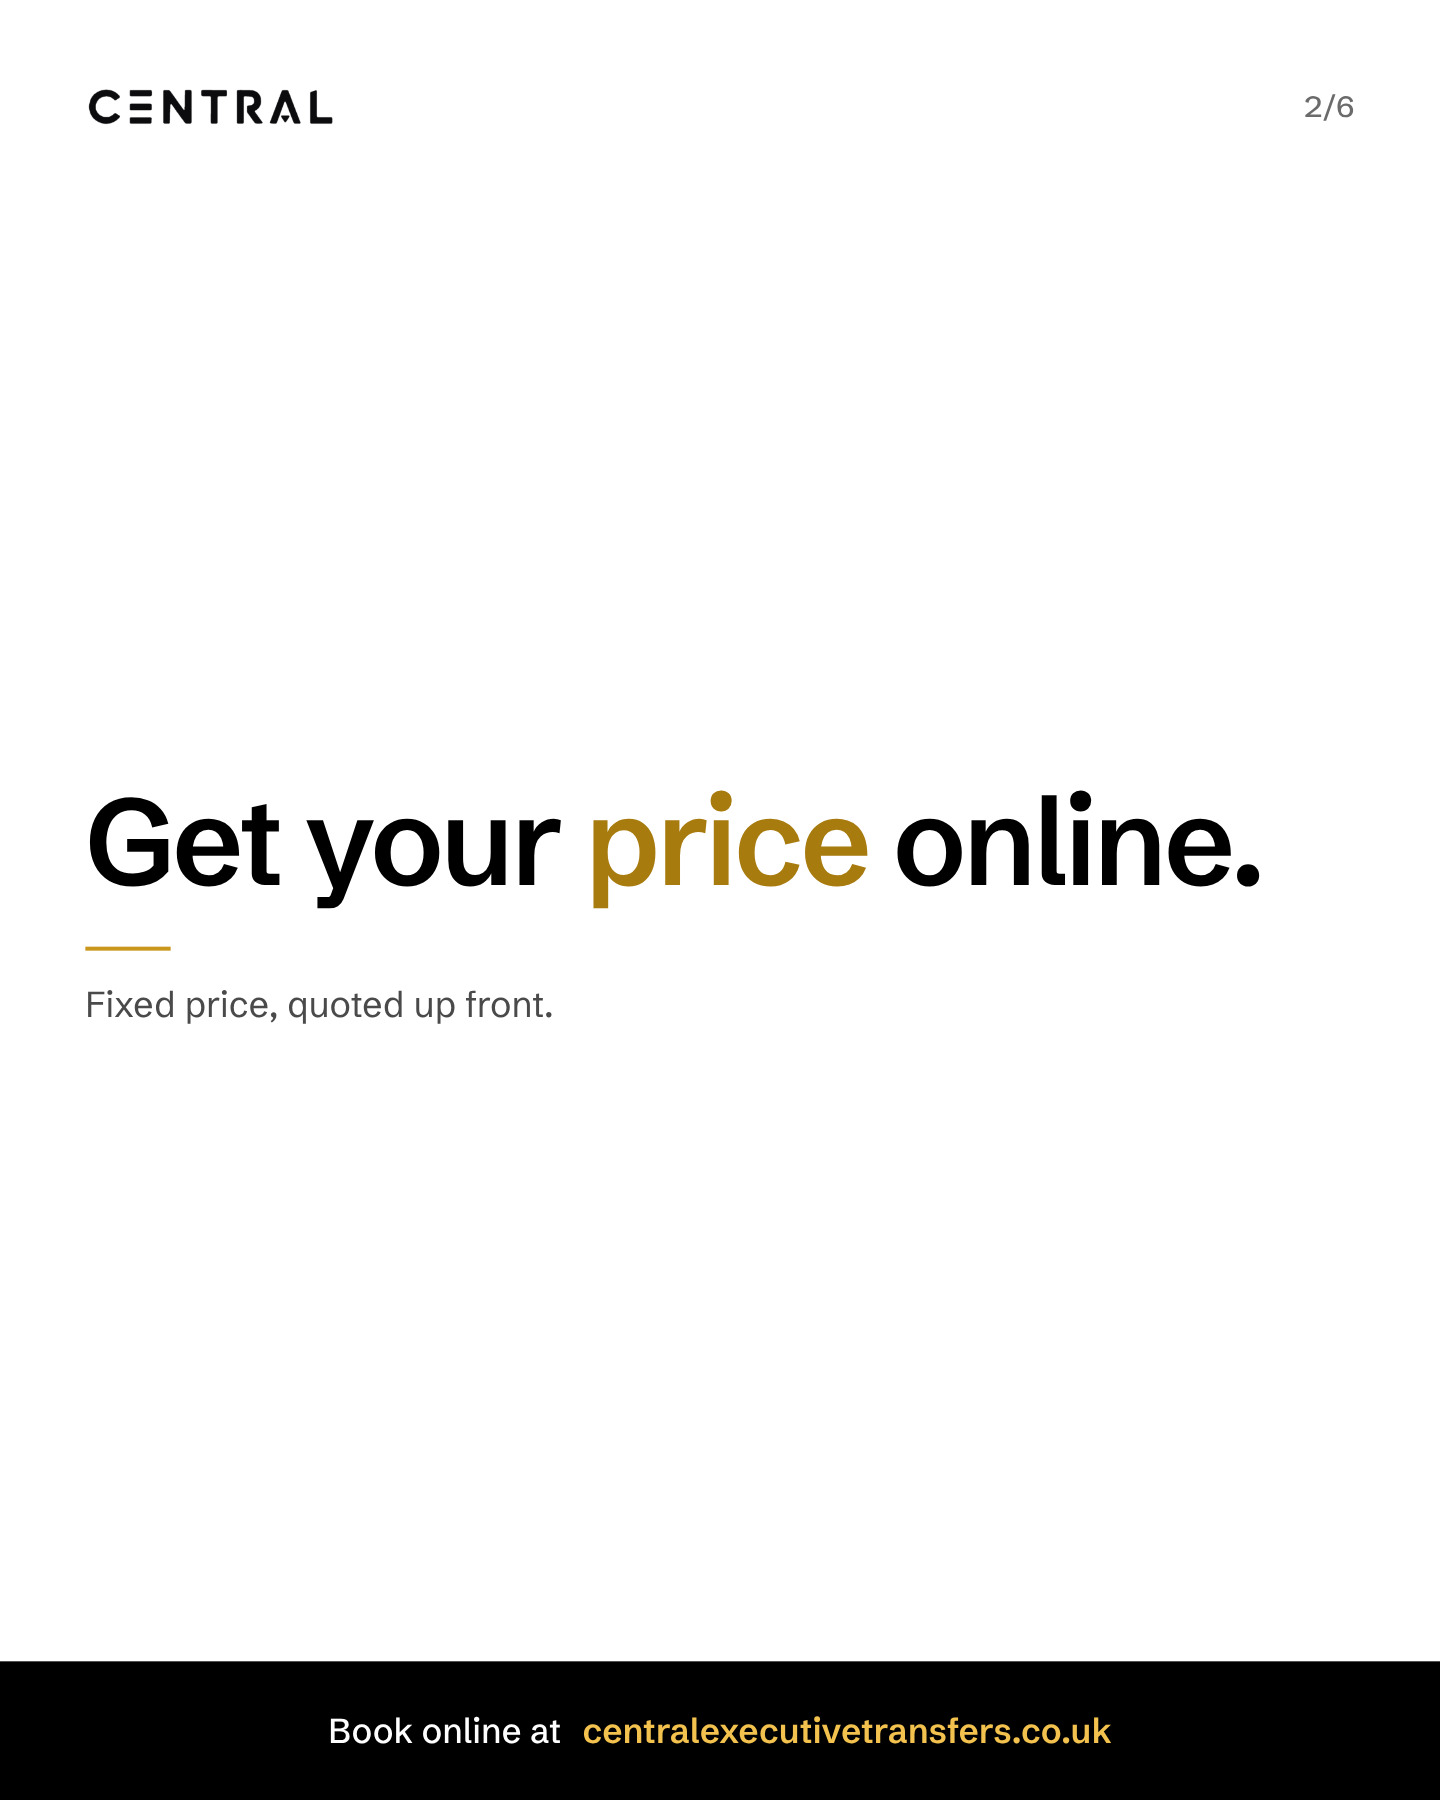 CENTRAL
2/6
Get your price online.
Fixed price, quoted up front.
Book online at centralexecutivetransfers.co.uk